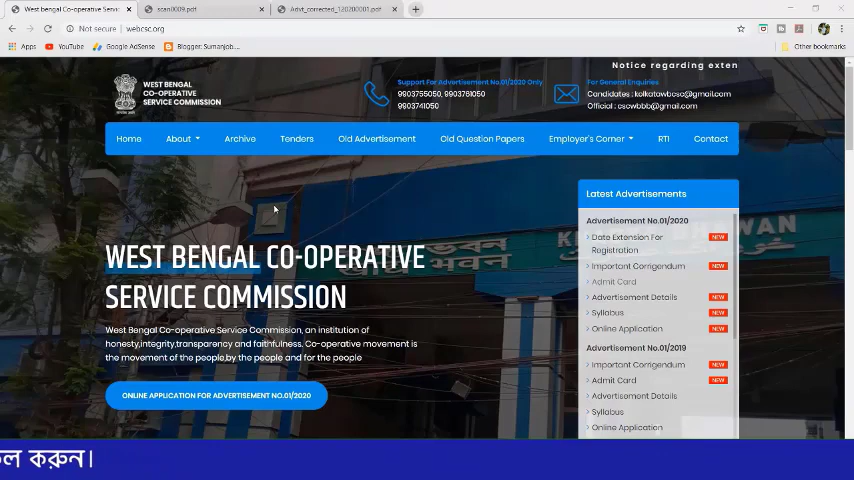 West bengal Co-operative Servic
scan0009.pdf
Advt_corrected_120200001.pdf
Not secure | webcsc.org
Apps
YouTube
Google AdSense
Blogger: Sumanjob...
Other bookmarks
Notice regarding exten
WEST BENGAL
CO-OPERATIVE
SERVICE COMMISSION
Support For Advertisement No.01/2020 Only
9903755050, 9903761050
9903741050
For General Enquiries
Candidates : kolkatawbcsc@gmail.com
Official : cscwbbb@gmail.com
Home
About
Archive
Tenders
Old Advertisement
Old Question Papers
Employer's Corner
RTI
Contact
WEST BENGAL CO-OPERATIVE
SERVICE COMMISSION
West Bengal Co-operative Service Commission, an institution of
honesty,integrity,transparency and faithfulness, Co-operative movement is
the movement of the people,by the people and for the people
ONLINE APPLICATION FOR ADVERTISEMENT NO.01/2020
Latest Advertisements
Advertisement No.01/2020
Date Extension For NEW
Registration
Important Corrigendum NEW
Admit Card
Advertisement Details NEW
Syllabus NEW
Online Application NEW
Advertisement No.01/2019
Important Corrigendum NEW
Admit Card NEW
Advertisement Details
Syllabus
Online Application
করুন।